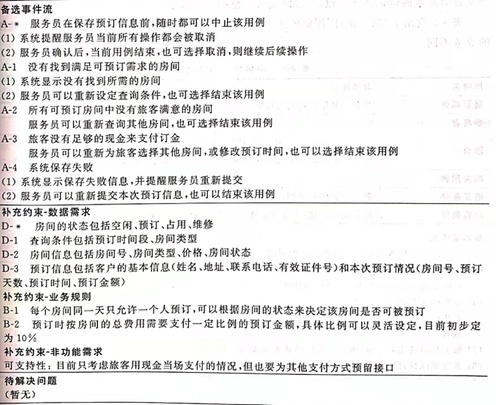 备选事件流
A-* 服务员在保存预订信息前,随时都可以中止该用例
(1) 系统提醒服务员当前所有操作都会被取消
(2) 服务员确认后,当前用例结束,也可选择取消,则继续后续操作
A-1 没有找到满足可预订需求的房间
(1) 系统显示没有找到所需的房间
(2) 服务员可以重新设定查询条件,也可选择结束该用例
A-2 所有可预订房间中没有旅客满意的房间
服务员可以重新查询其他房间,也可选择结束该用例
A-3 旅客没有足够的现金来支付订金
服务员可以重新为旅客选择其他房间,或修改预订时间,也可以选择结束该用例
A-4 系统保存失败
(1) 系统显示保存失败信息,并提醒服务员重新提交
(2) 服务员可以重新提交本次预订信息,也可以结束该用例
补充约束-数据需求
D-* 房间的状态包括空闲、预订、占用、维修
D-1 查询条件包括预订时间段、房间类型
D-2 房间信息包括房间号、房间类型、价格、房间状态
D-3 预订信息包括客户的基本信息(姓名、地址、联系电话、有效证件号)和本次预订情况(房间号、预订
天数、预订时间、预订金额)
补充约束-业务规则
B-1 每个房间同一天只允许一个人预订,可以根据房间的状态来决定该房间是否可被预订
B-2 预订时按房间的总费用需要支付一定比例的预订金额,具体比例可以灵活设定,目前初步定
为10%
补充约束-非功能需求
可支持性:目前只考虑旅客用现金当场支付的情况,但也要为其他支付方式预留接口
待解决问题
(暂无)